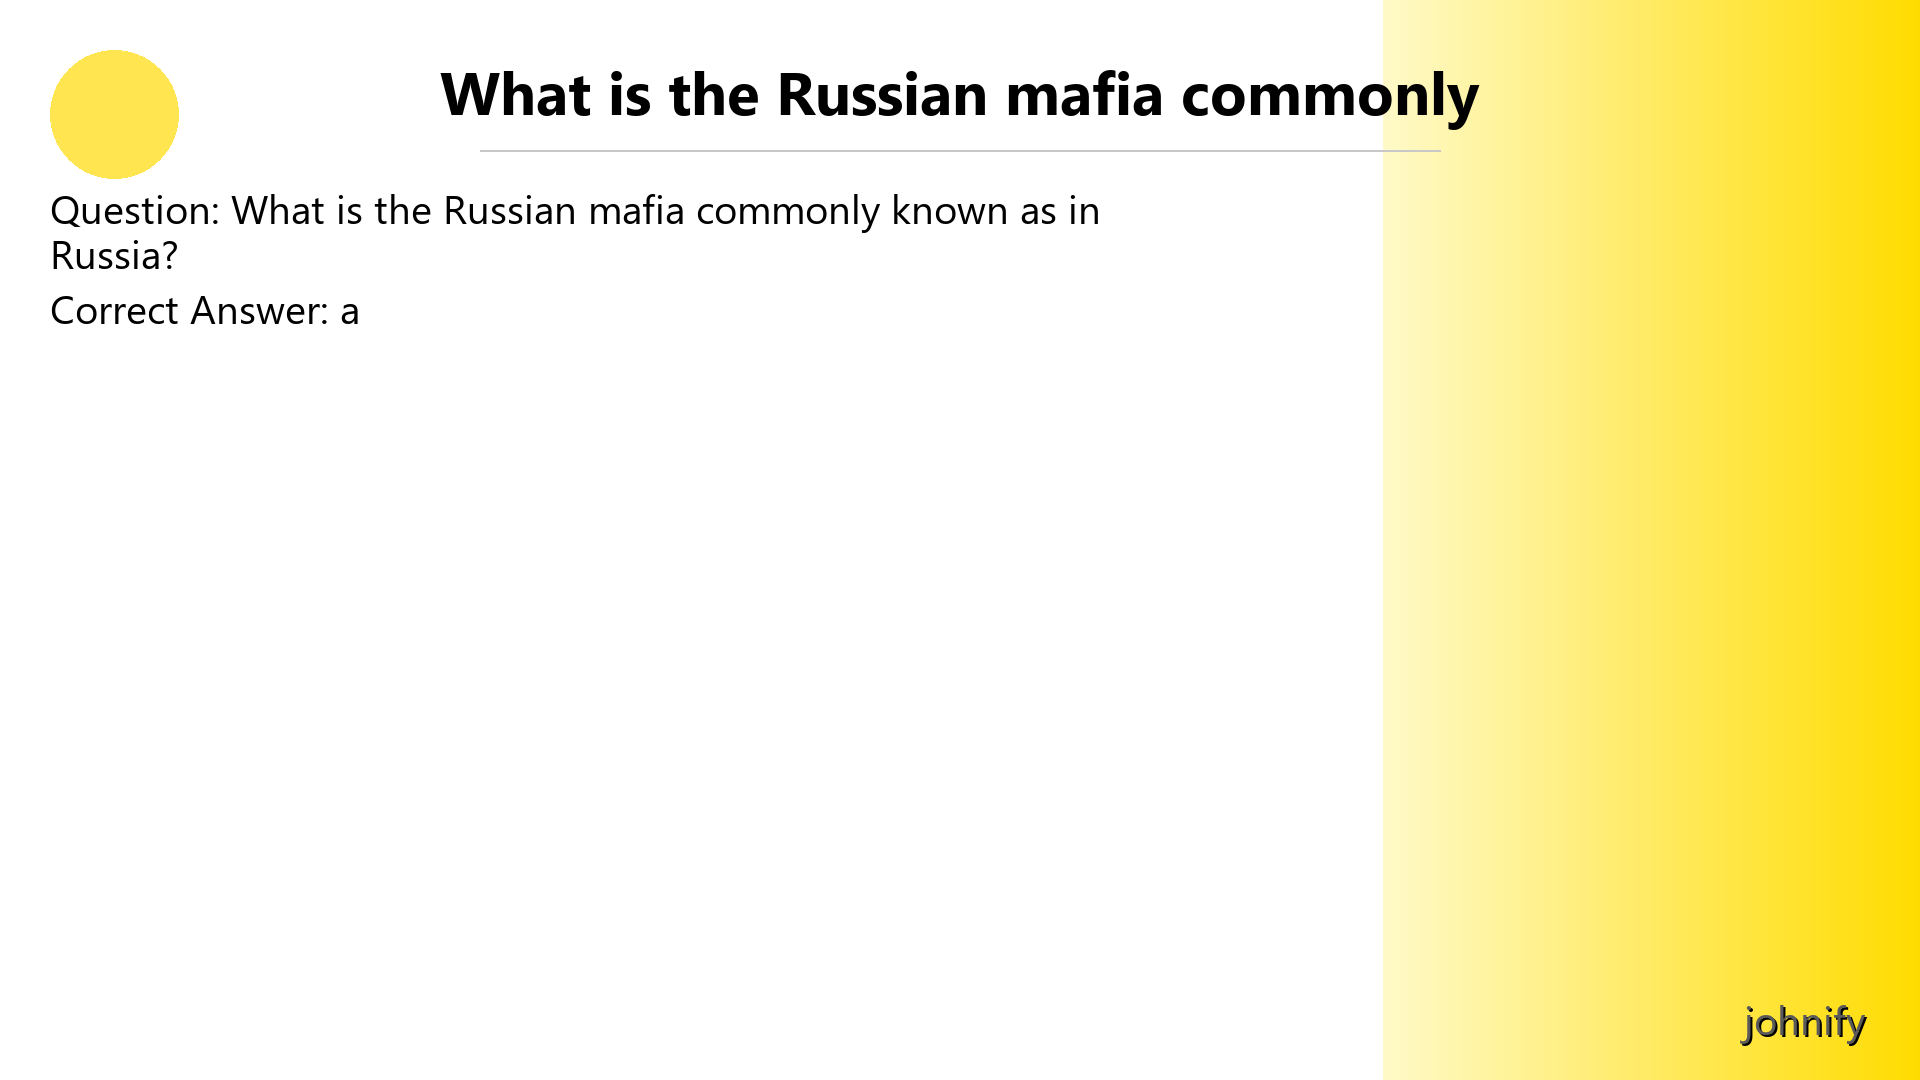 What is the Russian mafia commonly
Question: What is the Russian mafia commonly known as in
Russia?
Correct Answer: a
johnify